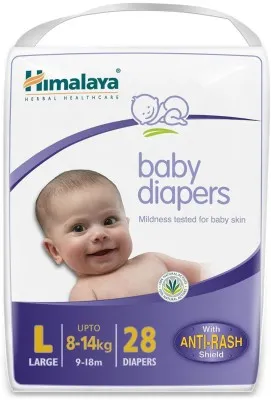 Himalaya
HERBAL HEALTHCARE
baby
diapers
Mildness tested for baby skin
L
LARGE
UPTO
8-14kg
9-18m
28
DIAPERS
With
ANTI-RASH
Shield